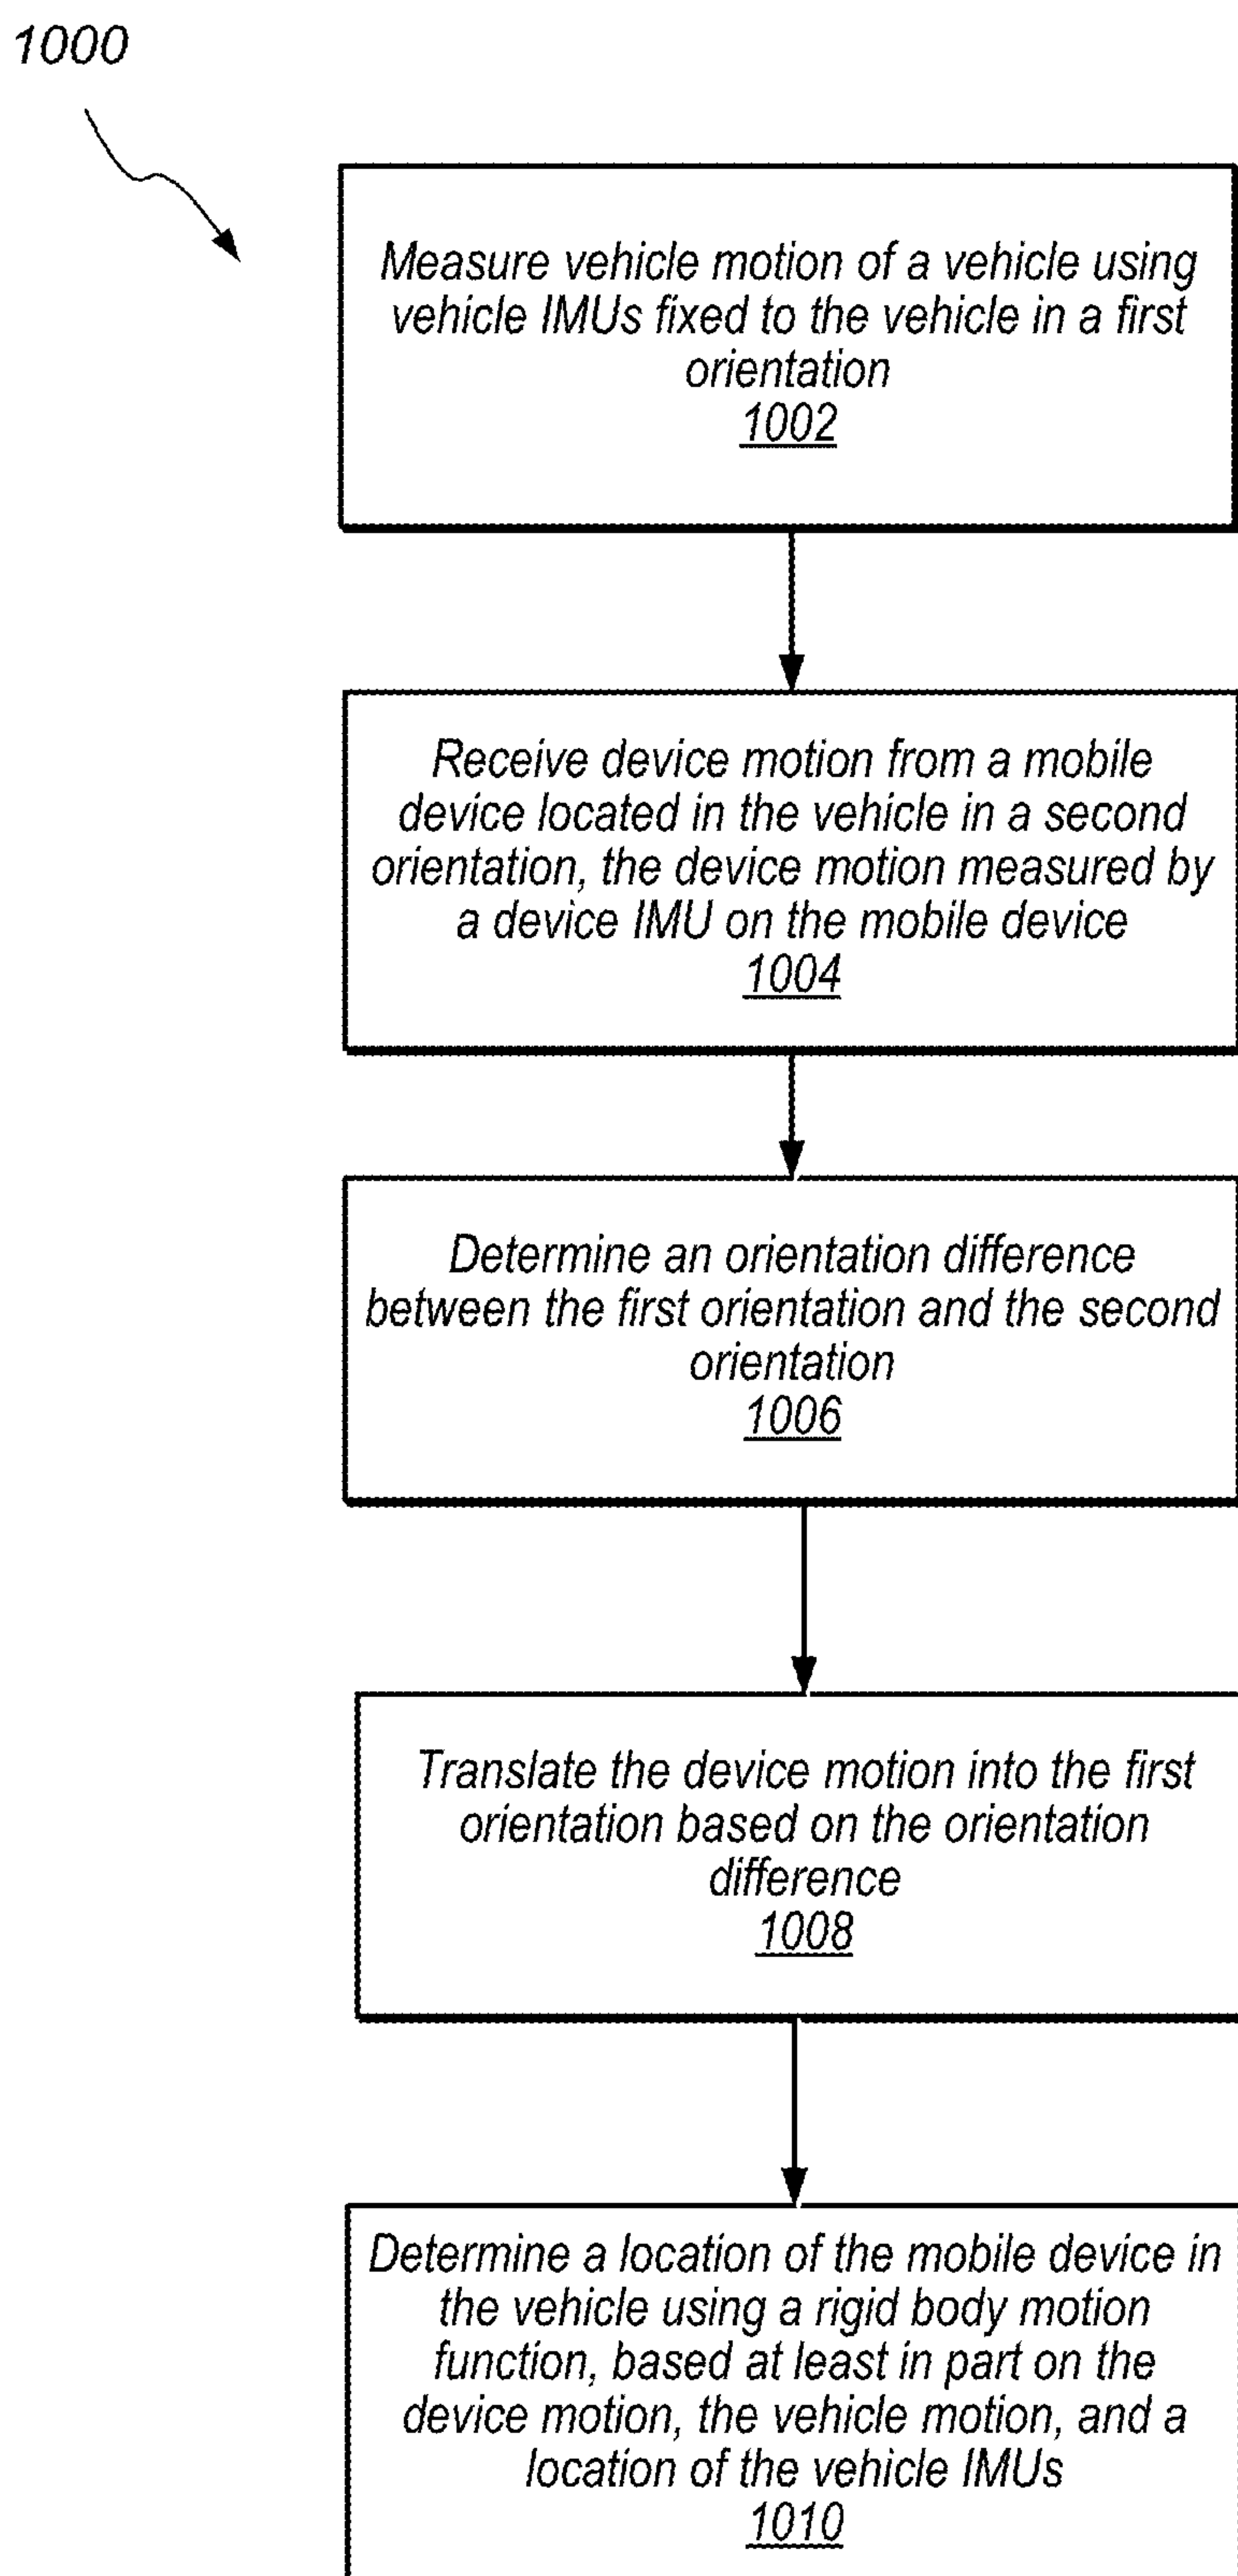 1000
Measure vehicle motion of a vehicle using
vehicle IMUs fixed to the vehicle in a first
orientation
1002
Receive device motion from a mobile
device located in the vehicle in a second
orientation, the device motion measured by
a device IMU on the mobile device
1004
Determine an orientation difference
between the first orientation and the second
orientation
1006
Translate the device motion into the first
orientation based on the orientation
difference
1008
Determine a location of the mobile device in
the vehicle using a rigid body motion
function, based at least in part on the
device motion, the vehicle motion, and a
location of the vehicle IMUs
1010